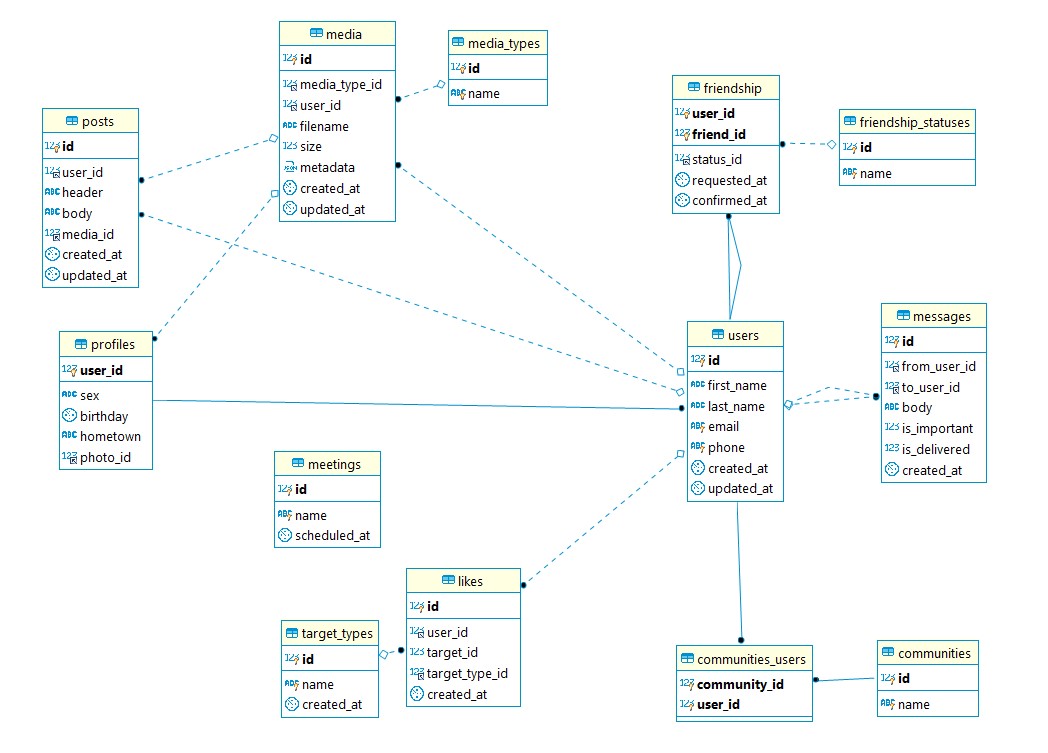 media
id
media_type_id
user_id
filename
size
metadata
created_at
updated_at
media_types
id
name
friendship
user_id
friend_id
status_id
requested_at
confirmed_at
friendship_statuses
id
name
posts
id
user_id
header
body
media_id
created_at
updated_at
profiles
user_id
sex
birthday
hometown
photo_id
users
id
first_name
last_name
email
phone
created_at
updated_at
messages
id
from_user_id
to_user_id
body
is_important
is_delivered
created_at
meetings
id
name
scheduled_at
likes
id
user_id
target_id
target_type_id
created_at
target_types
id
name
created_at
communities_users
community_id
user_id
communities
id
name